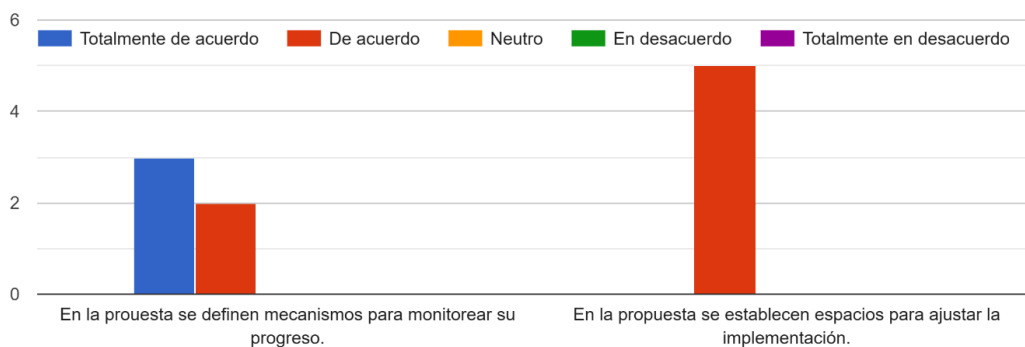 6
Totalmente de acuerdo De acuerdo Neutro En desacuerdo Totalmente en desacuerdo
4
2
0
En la prouesta se definen mecanismos para monitorear su
progreso.
En la propuesta se establecen espacios para ajustar la
implementación.